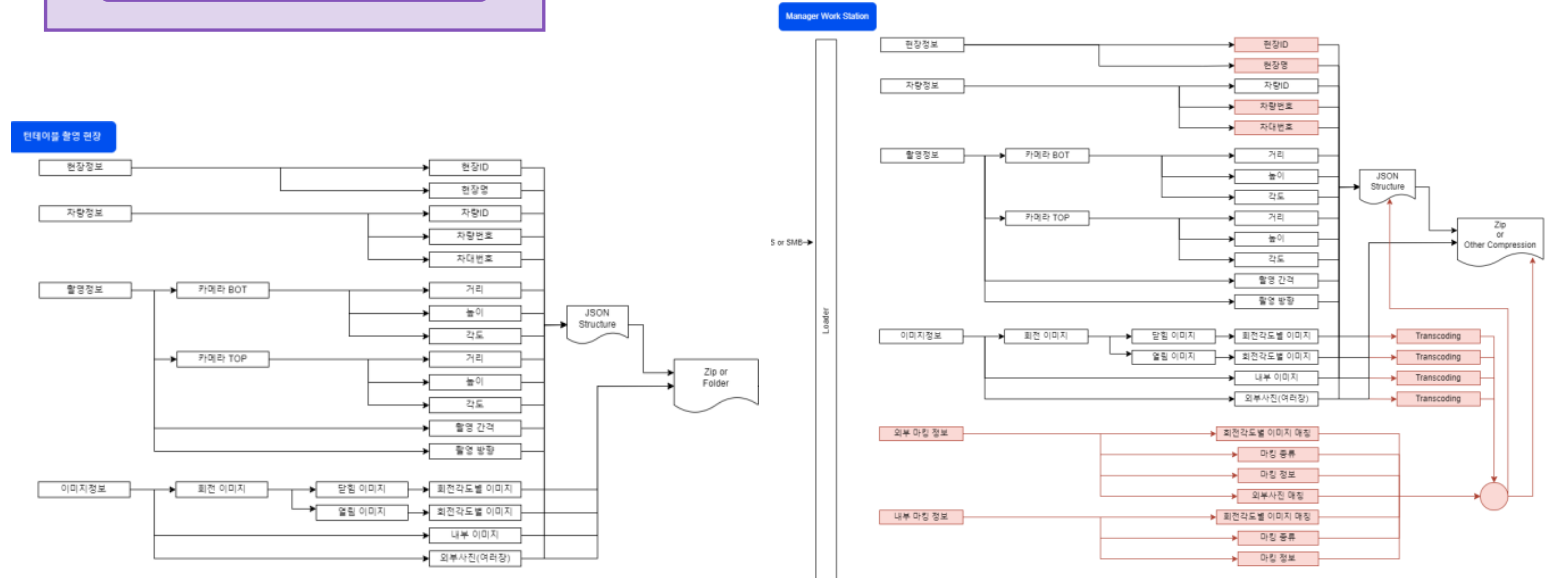 턴테이블 촬영 현장
현장정보
현장ID
현장명
차량정보
차량ID
차량번호
차대번호
촬영정보
카메라 BOT
거리
높이
각도
카메라 TOP
거리
높이
각도
촬영 간격
촬영 방향
JSON
Structure
Zip or
Folder
이미지정보
회전 이미지
닫힘 이미지
회전각도별 이미지
열림 이미지
회전각도별 이미지
내부 이미지
외부사진(여러장)
Manager Work Station
S or SMB
Loader
현장정보
현장ID
현장명
차량정보
차량ID
차량번호
차대번호
촬영정보
카메라 BOT
거리
높이
각도
카메라 TOP
거리
높이
각도
촬영 간격
촬영 방향
JSON
Structure
Zip
or
Other Compression
이미지정보
회전 이미지
닫힘 이미지
회전각도별 이미지
Transcoding
열림 이미지
회전각도별 이미지
Transcoding
내부 이미지
Transcoding
외부사진(여러장)
Transcoding
외부 마킹 정보
회전각도별 이미지 매칭
마킹 종류
마킹 정보
외부사진 매칭
내부 마킹 정보
회전각도별 이미지 매칭
마킹 종류
마킹 정보